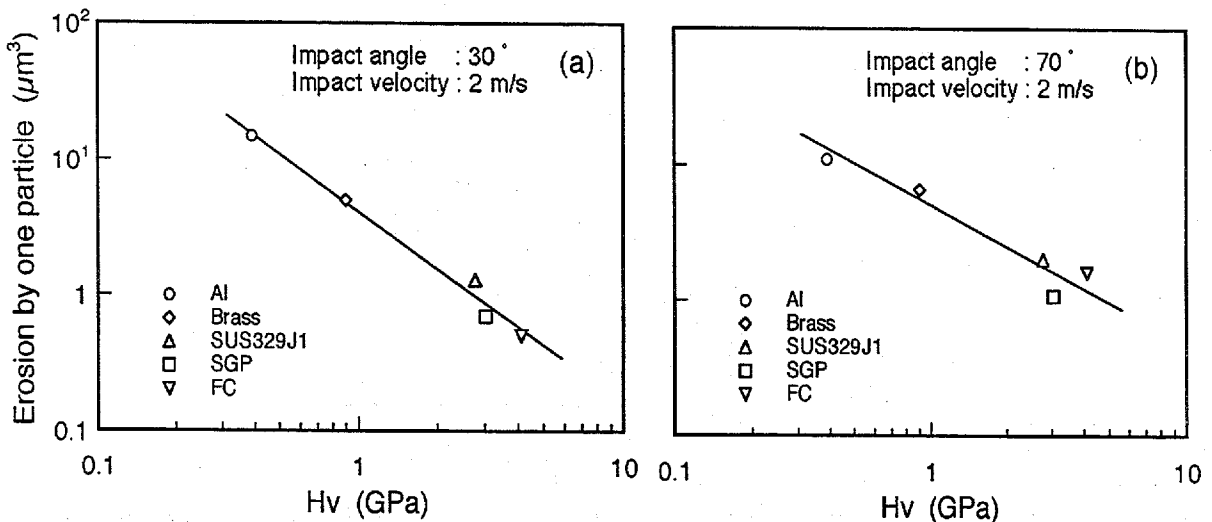 Erosion by one particle (μm³)
10²
10¹
1
0.1
Impact angle : 30°
Impact velocity : 2 m/s
(a)
Al
Brass
SUS329J1
SGP
FC
0.1
1
10
Hv (GPa)
Impact angle : 70°
Impact velocity : 2 m/s
(b)
Al
Brass
SUS329J1
SGP
FC
0.1
1
10
Hv (GPa)